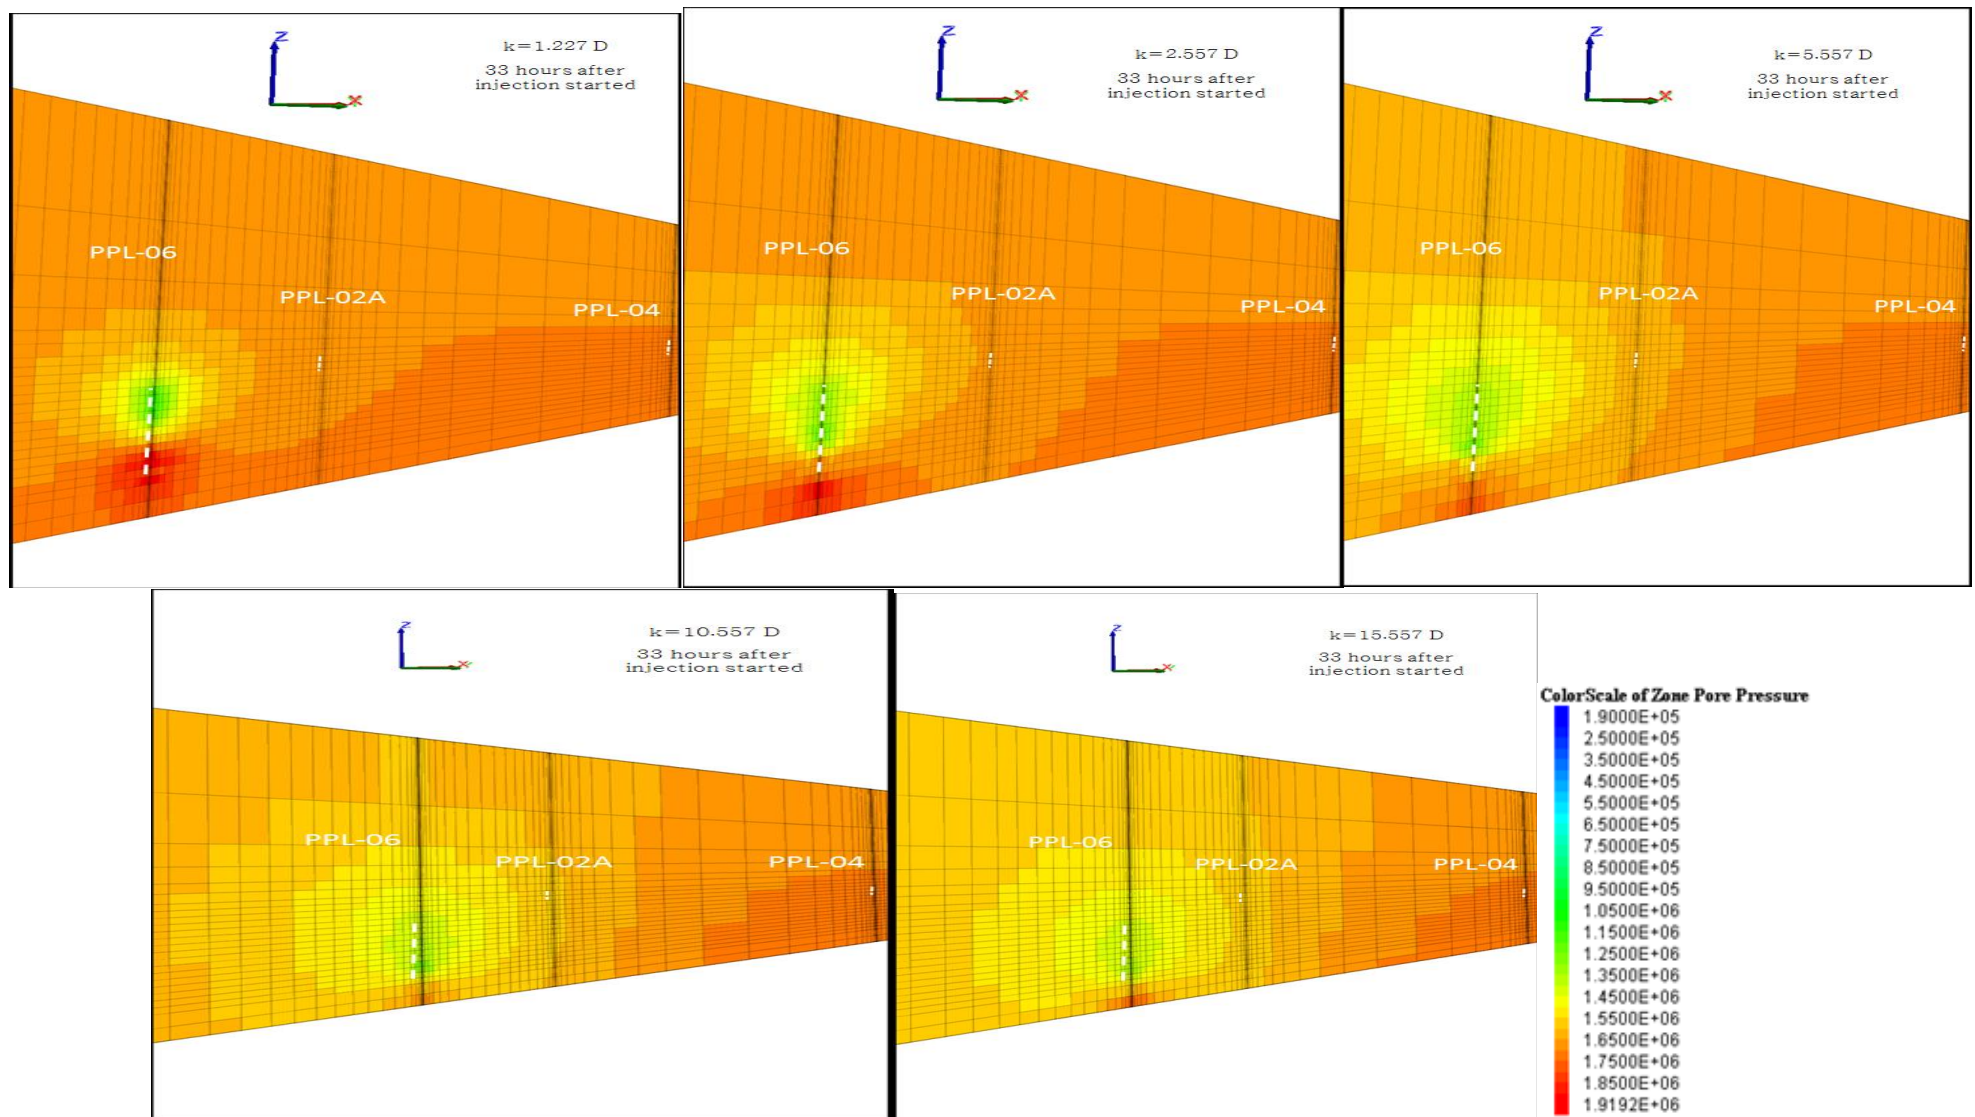 Z
X
k=1.227 D
33 hours after
injection started
PPL-06
PPL-02A
PPL-04
Z
X
k=2.557 D
33 hours after
injection started
PPL-06
PPL-02A
PPL-04
Z
X
k=5.557 D
33 hours after
injection started
PPL-06
PPL-02A
PPL-04
Z
X
k=10.557 D
33 hours after
injection started
PPL-06
PPL-02A
PPL-04
Z
X
k=15.557 D
33 hours after
injection started
PPL-06
PPL-02A
PPL-04
ColorScale of Zone Pore Pressure
1.9000E+05
2.5000E+05
3.5000E+05
4.5000E+05
5.5000E+05
6.5000E+05
7.5000E+05
8.5000E+05
9.5000E+05
1.0500E+06
1.1500E+06
1.2500E+06
1.3500E+06
1.4500E+06
1.5500E+06
1.6500E+06
1.7500E+06
1.8500E+06
1.9192E+06